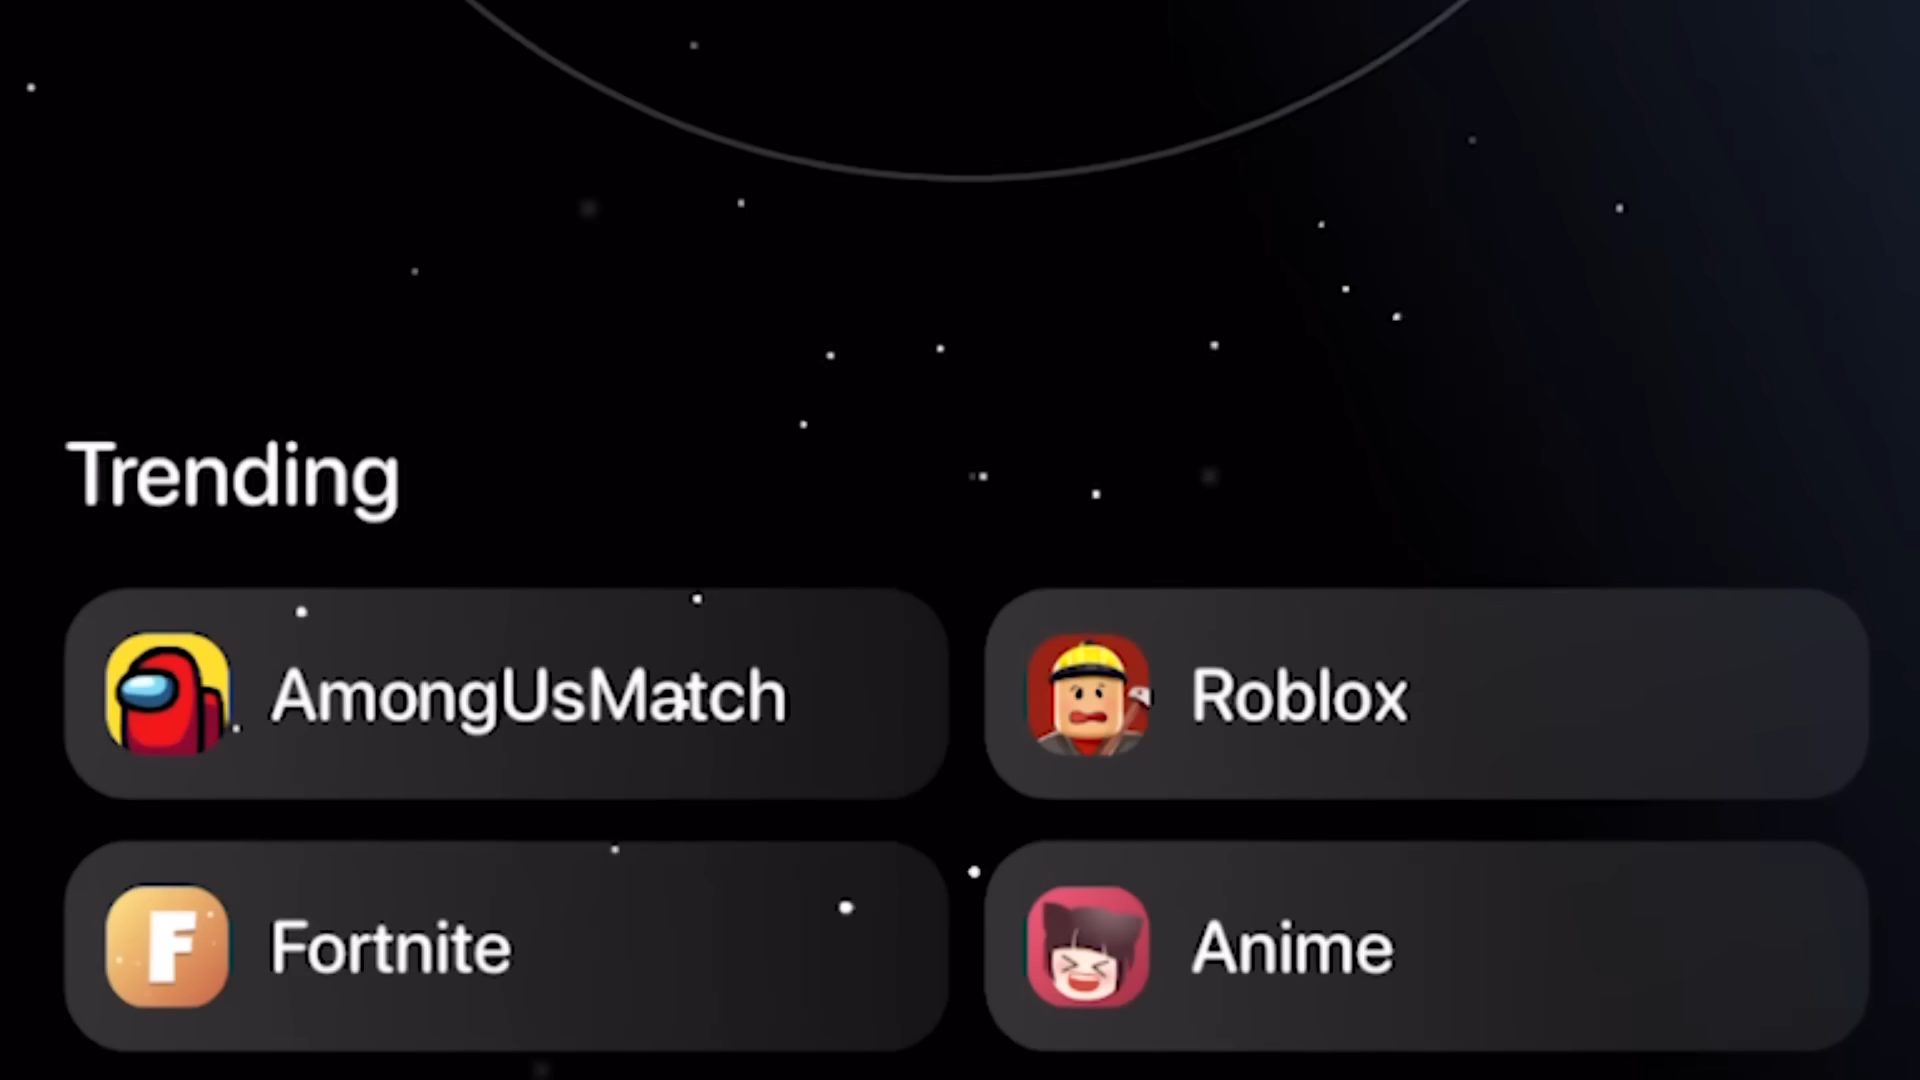 Trending
AmongUsMatch
Roblox
F
Fortnite
Anime